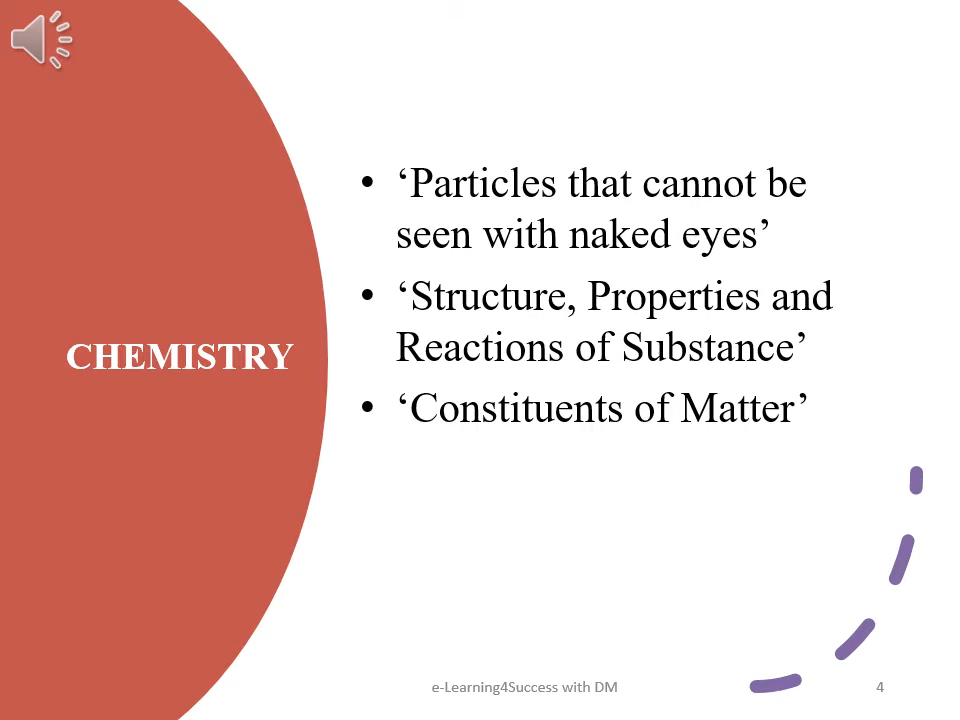 CHEMISTRY
• ‘Particles that cannot be
seen with naked eyes’
• ‘Structure, Properties and
Reactions of Substance’
• ‘Constituents of Matter’
e-Learning4Success with DM
4